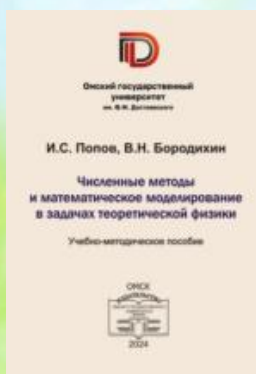 Омский государственный
университет
им. Ф.М. Достоевского
И.С. Попов, В.Н. Бородихин
Численные методы
и математическое моделирование
в задачах теоретической физики
Учебно-методическое пособие
ОМСК
ИЗДАТЕЛЬСТВО
2024